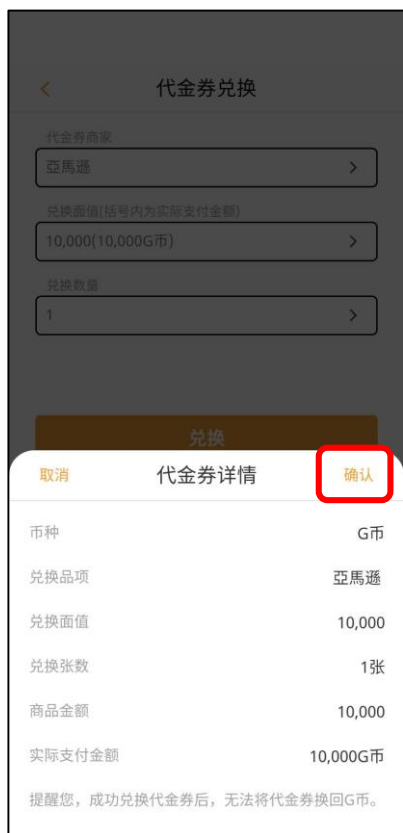 代金券兑换
代金券商家
亞馬遜
兑换面值(括号内为实际支付金额)
10,000(10,000G币)
兑换数量
1
兑换
取消 代金券详情 确认
币种 G币
兑换品项 亞馬遜
兑换面值 10,000
兑换张数 1张
商品金额 10,000
实际支付金额 10,000G币
提醒您，成功兑换代金券后，无法将代金券换回G币。